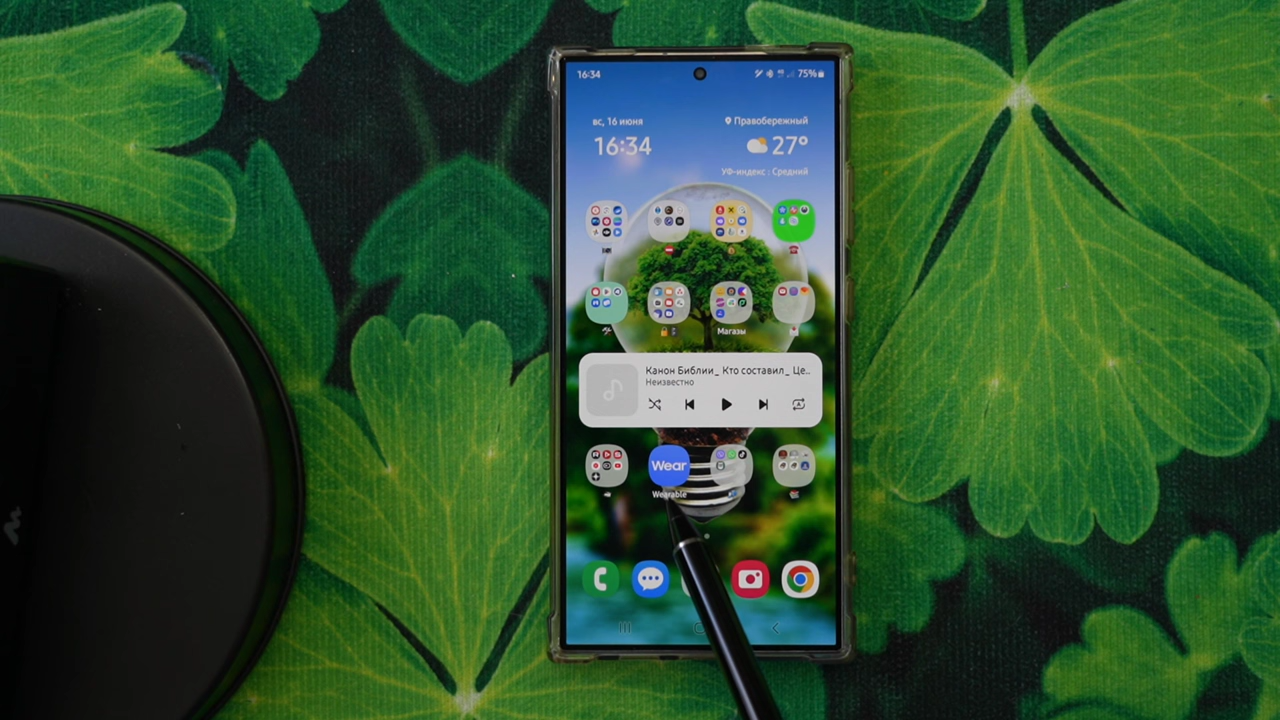 16:34
75%
вс, 16 июня
Правобережный
16:34
27°
УФ-индекс : Средний
Магазы
Канон Библии_ Кто составил_ Це..
Неизвестно
Wear
Wearable